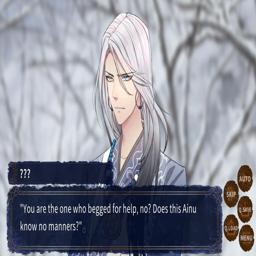 ???
"You are the one who begged for help, no? Does this Ainu
know no manners?"
AUTO
SKIP
Q.SAVE
Q.LOAD
MENU